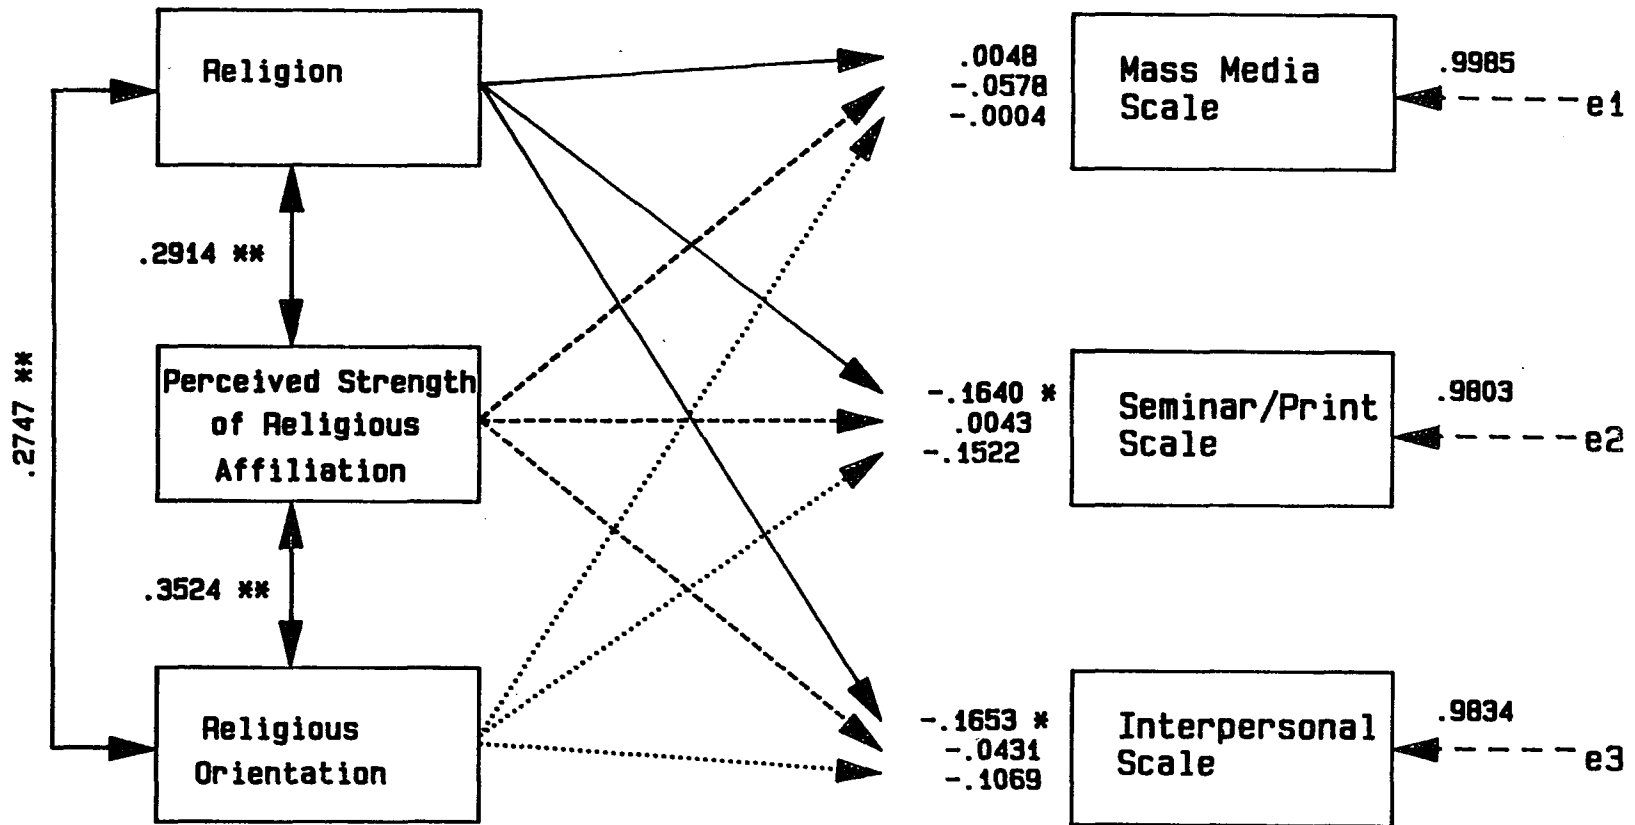 Religion
.2914 **
.2747 **
Perceived Strength
of Religious
Affiliation
.3524 **
Religious
Orientation
.0048
-.0578
-.0004
Mass Media
Scale
.9985
e1
-.1640 *
.0043
-.1522
Seminar/Print
Scale
.9803
e2
-.1653 *
-.0431
-.1069
Interpersonal
Scale
.9834
e3